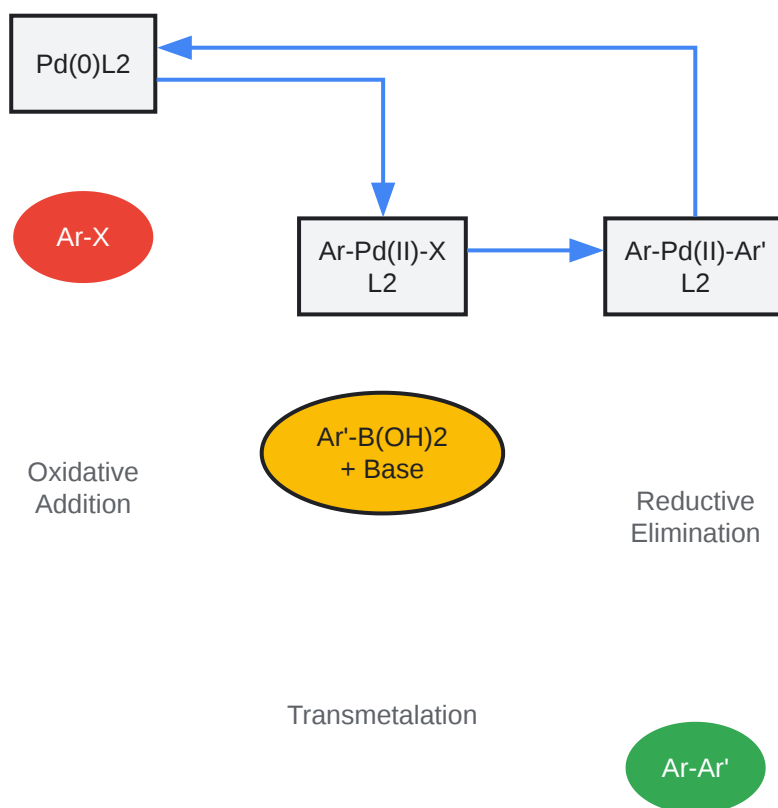 Pd(0)L2
Ar-X
Ar-Pd(II)-X
L2
Ar-Pd(II)-Ar'
L2
Ar'-B(OH)2
+ Base
Oxidative
Addition
Reductive
Elimination
Transmetalation
Ar-Ar'